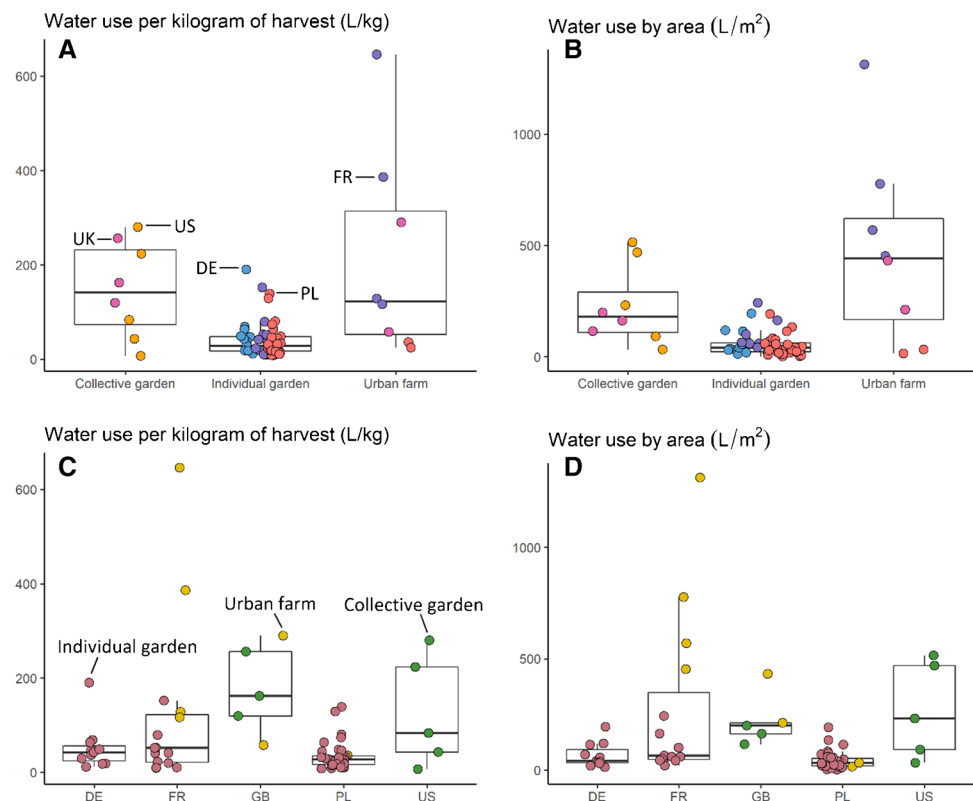 Water use per kilogram of harvest (L/kg)
A
600
400
200
0
UK
US
DE
PL
FR
Collective garden
Individual garden
Urban farm
Water use by area (L/m²)
B
1000
500
0
Collective garden
Individual garden
Urban farm
Water use per kilogram of harvest (L/kg)
C
600
400
200
0
Individual garden
Urban farm
Collective garden
DE
FR
GB
PL
US
Water use by area (L/m²)
D
1000
500
0
DE
FR
GB
PL
US